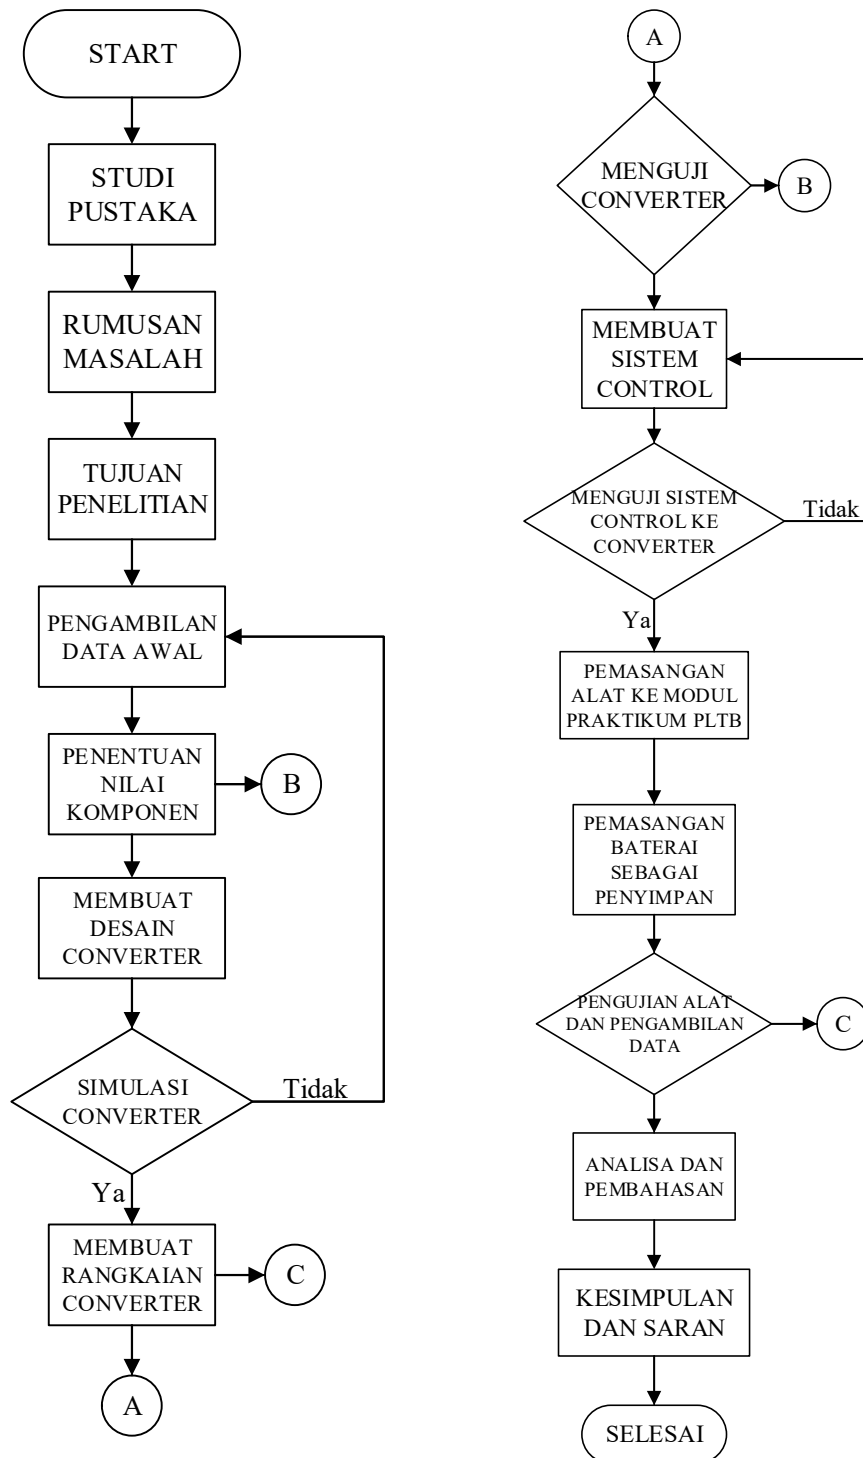 START
STUDI
PUSTAKA
RUMUSAN
MASALAH
TUJUAN
PENELITIAN
PENGAMBILAN
DATA AWAL
PENENTUAN
NILAI
KOMPONEN
B
MEMBUAT
DESAIN
CONVERTER
SIMULASI
CONVERTER
Tidak
Ya
MEMBUAT
RANGKAIAN
CONVERTER
C
A
A
MENGUJI
CONVERTER
B
MEMBUAT
SISTEM
CONTROL
MENGUJI SISTEM
CONTROL KE
CONVERTER
Tidak
Ya
PEMASANGAN
ALAT KE MODUL
PRAKTIKUM PLTB
PEMASANGAN
BATERAI
SEBAGAI
PENYIMPAN
PENGUJIAN ALAT
DAN PENGAMBILAN
DATA
C
ANALISA DAN
PEMBAHASAN
KESIMPULAN
DAN SARAN
SELESAI